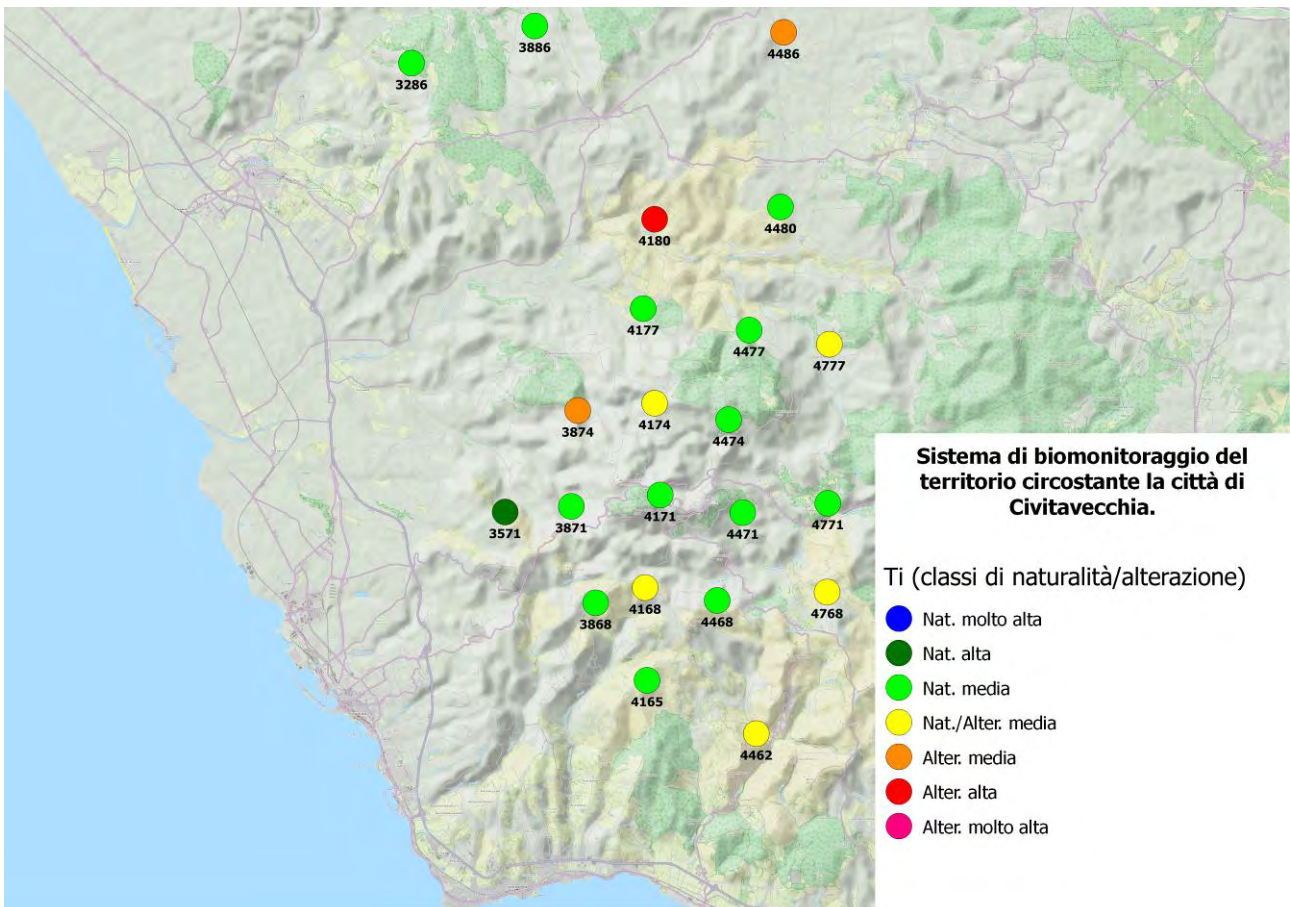 3886
4486
3286
4180
4480
4177
4477
4777
3874
4174
4474
3571
3871
4171
4471
4771
3868
4168
4468
4768
4165
4462
Sistema di biomonitoraggio del
territorio circostante la città di
Civitavecchia.
Ti (classi di naturalità/alterazione)
Nat. molto alta
Nat. alta
Nat. media
Nat./Alter. media
Alter. media
Alter. alta
Alter. molto alta